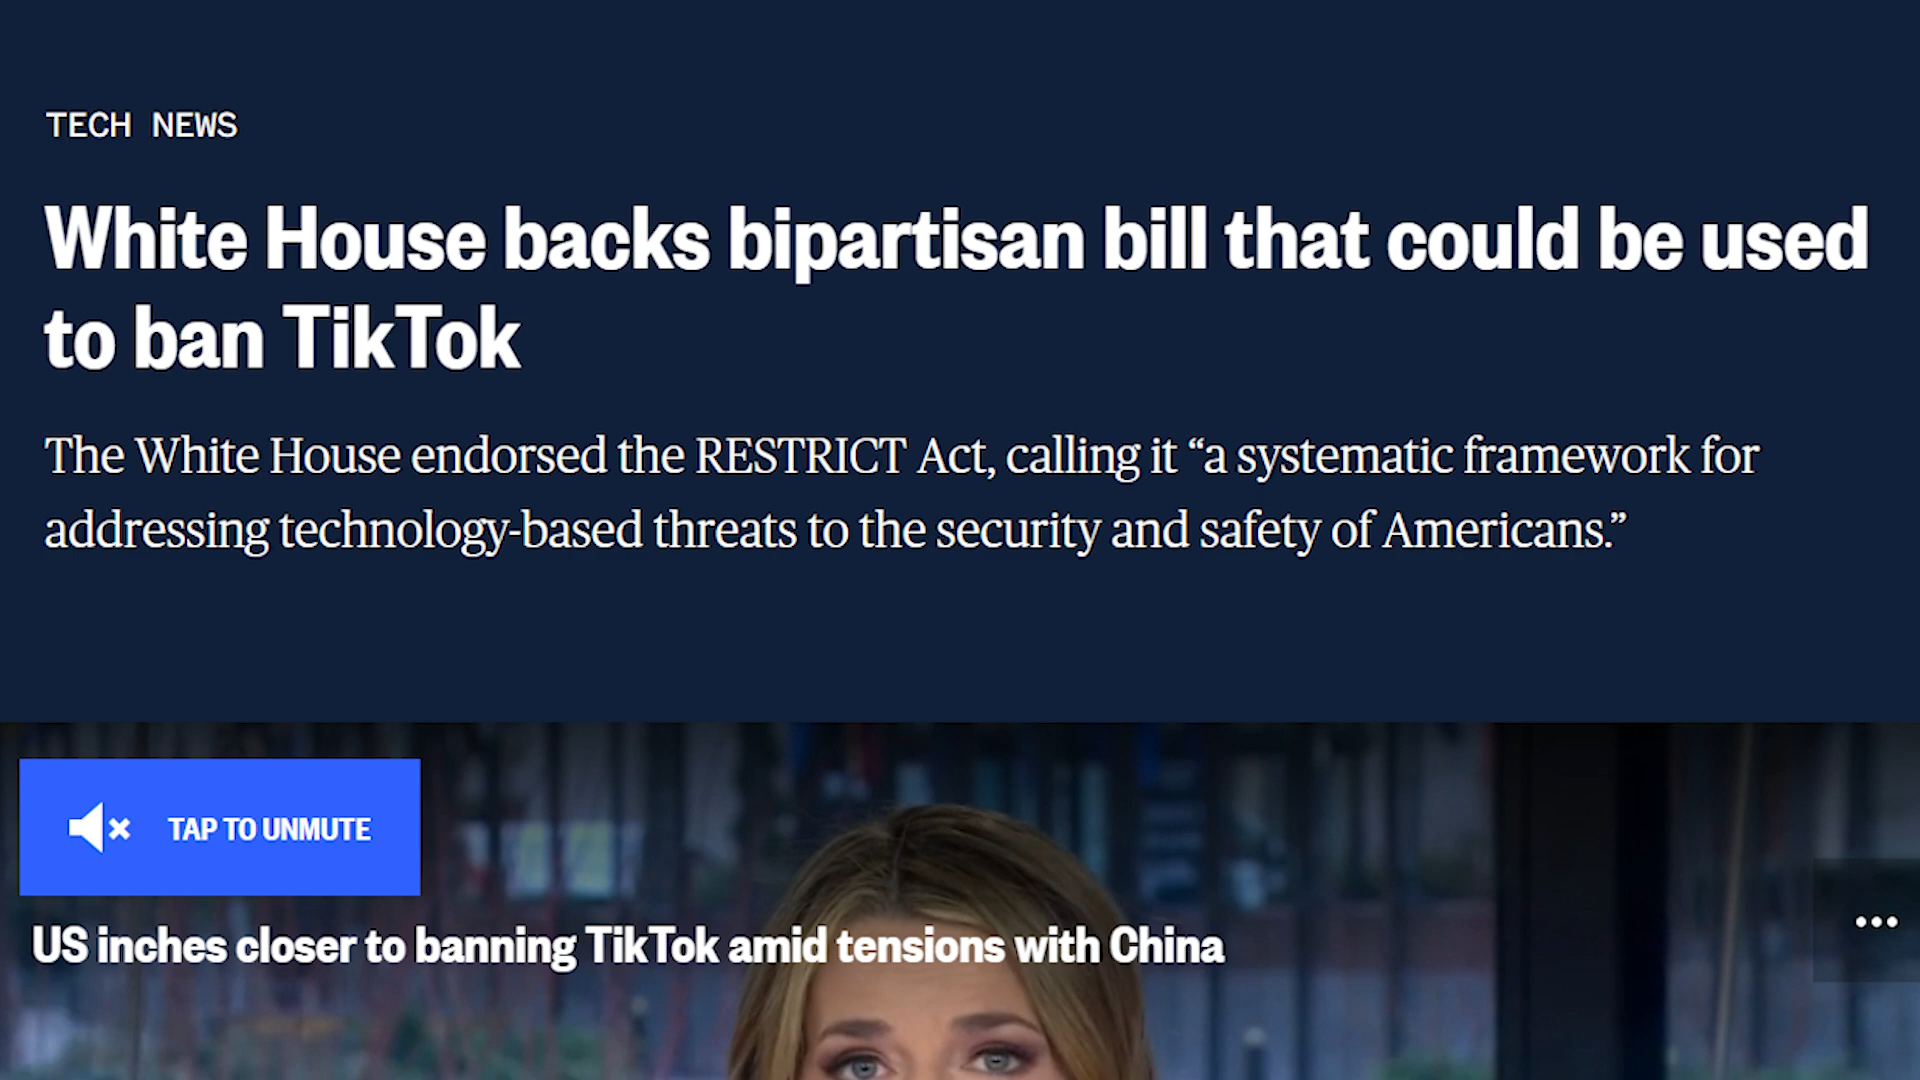 TECH NEWS
White House backs bipartisan bill that could be used
to ban TikTok
The White House endorsed the RESTRICT Act, calling it “a systematic framework for
addressing technology-based threats to the security and safety of Americans.”
TAP TO UNMUTE
US inches closer to banning TikTok amid tensions with China